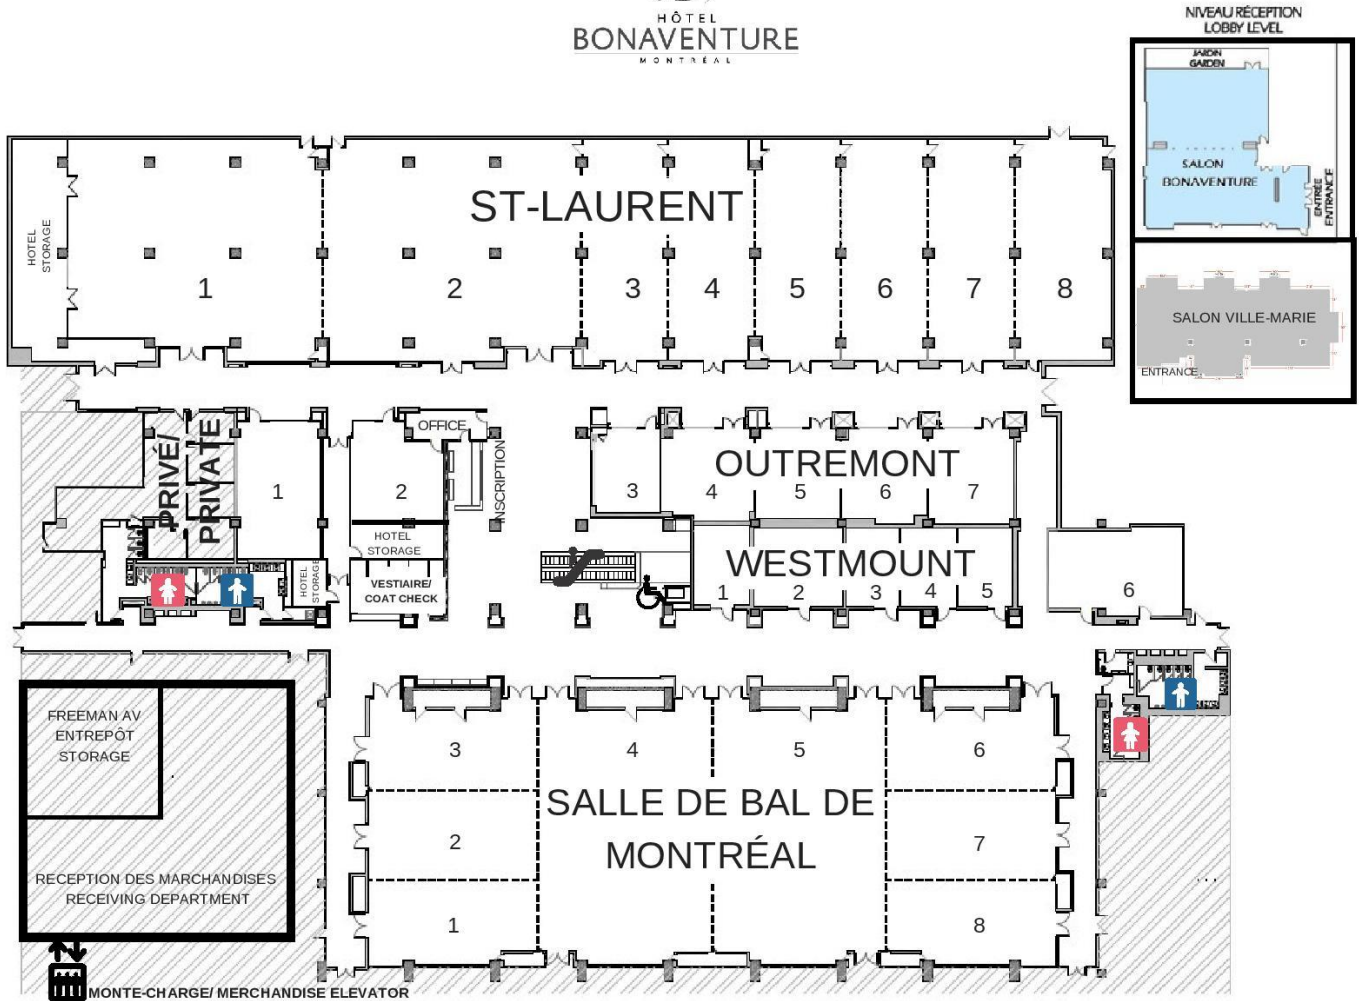 HÔTEL
BONAVENTURE
MONTRÉAL
NIVEAU RÉCEPTION
LOBBY LEVEL
JARDIN
GARDEN
SALON
BONAVENTURE
ENTRÉE
ENTRANCE
SALON VILLE-MARIE
ENTRANCE
ST-LAURENT
HOTEL
STORAGE
1
2
3
4
5
6
7
8
PRIVÉ/
PRIVATE
1
2
OFFICE
INSCRIPTION
OUTREMONT
3
4
5
6
7
HOTEL
STORAGE
HOTEL
STORAGE
VESTIAIRE/
COAT CHECK
WESTMOUNT
1
2
3
4
5
6
FREEMAN AV
ENTREPÔT
STORAGE
RECEPTION DES MARCHANDISES
RECEIVING DEPARTMENT
3
4
5
6
SALLE DE BAL DE
MONTRÉAL
2
7
1
8
MONTE-CHARGE/ MERCHANDISE ELEVATOR